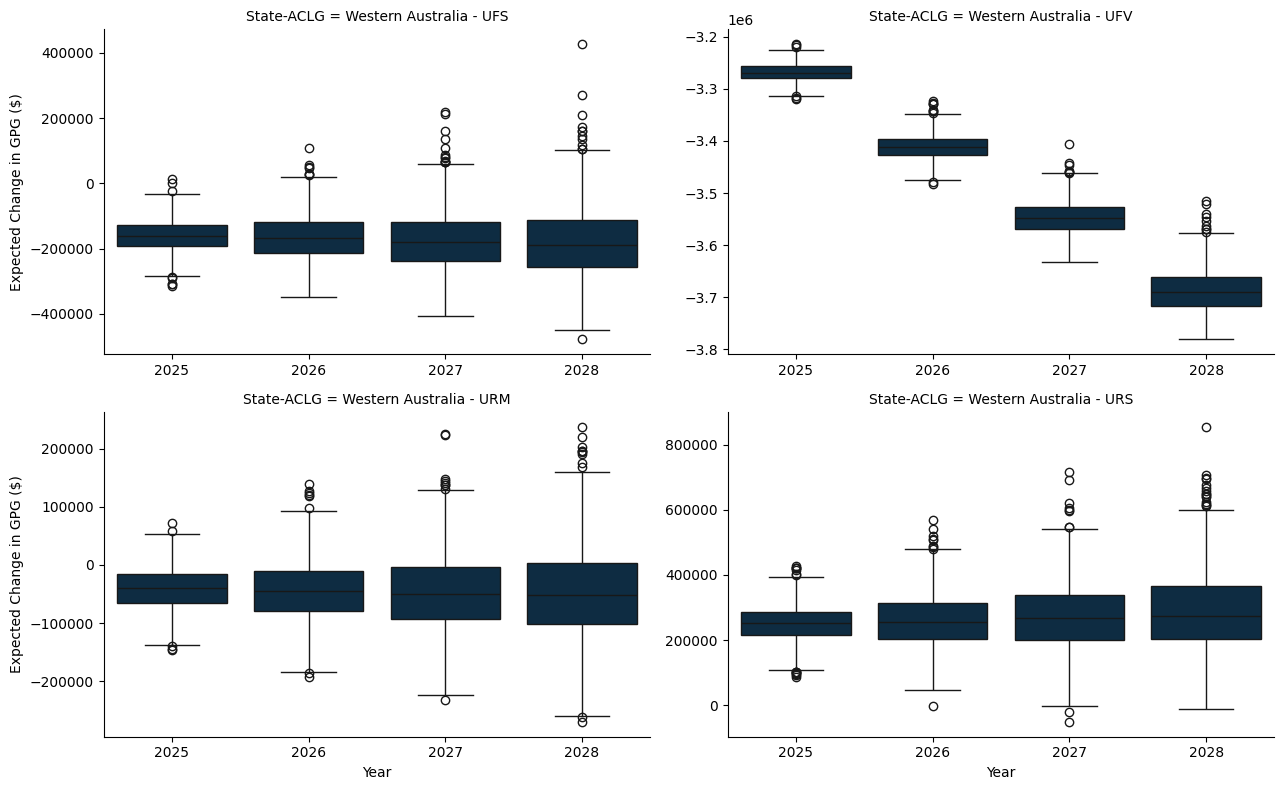 State-ACLG = Western Australia - UFS
Expected Change in GPG ($)
400000
200000
0
−200000
−400000
2025 2026 2027 2028
State-ACLG = Western Australia - UFV
1e6
−3.2
−3.3
−3.4
−3.5
−3.6
−3.7
−3.8
2025 2026 2027 2028
State-ACLG = Western Australia - URM
Expected Change in GPG ($)
200000
100000
0
−100000
−200000
2025 2026 2027 2028
Year
State-ACLG = Western Australia - URS
800000
600000
400000
200000
0
2025 2026 2027 2028
Year